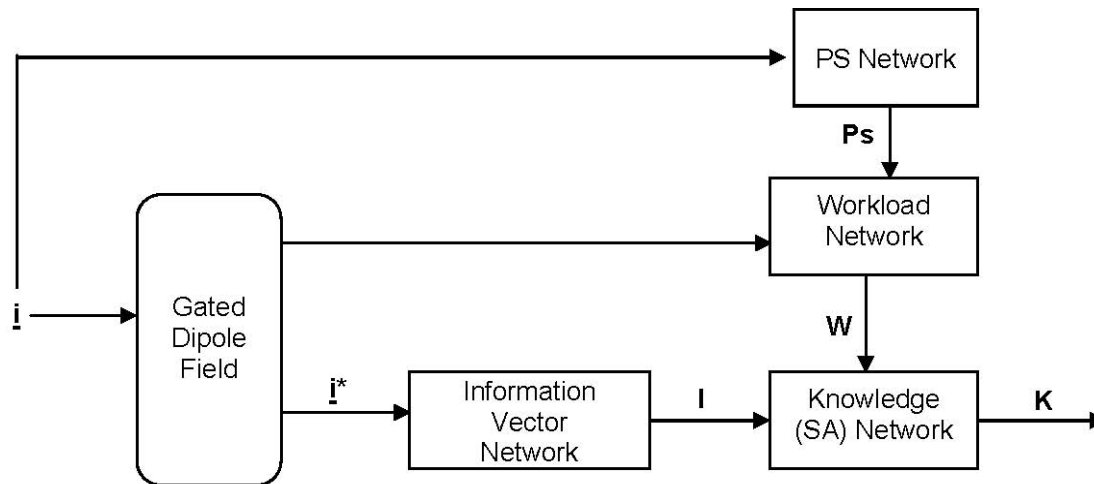 PS Network
Ps
Workload
Network
Gated
Dipole
Field
i
W
i*
Information
Vector
Network
I
Knowledge
(SA) Network
K